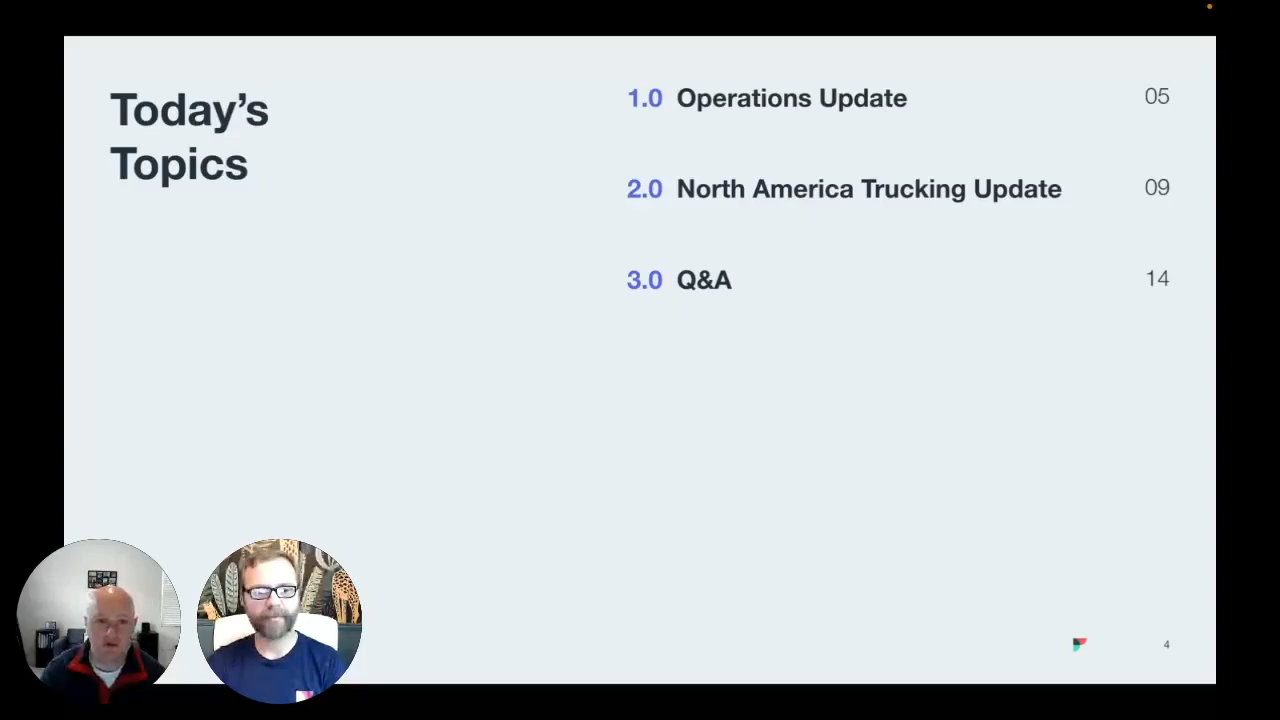 Today’s
Topics
1.0 Operations Update 05
2.0 North America Trucking Update 09
3.0 Q&A 14
4